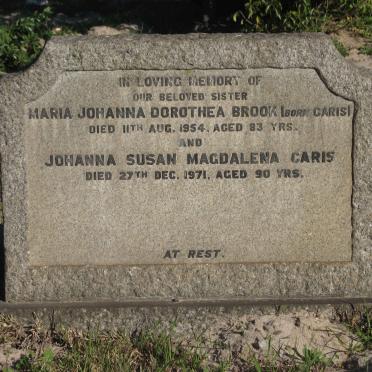 IN LOVING MEMORY OF
OUR BELOVED SISTER
MARIA JOHANNA DOROTHEA BROOK (BORN CARIS)
DIED 11TH AUG. 1954. AGED 83 YRS.
AND
JOHANNA SUSAN MAGDALENA CARIS
DIED 27TH DEC. 1971. AGED 90 YRS.
AT REST.